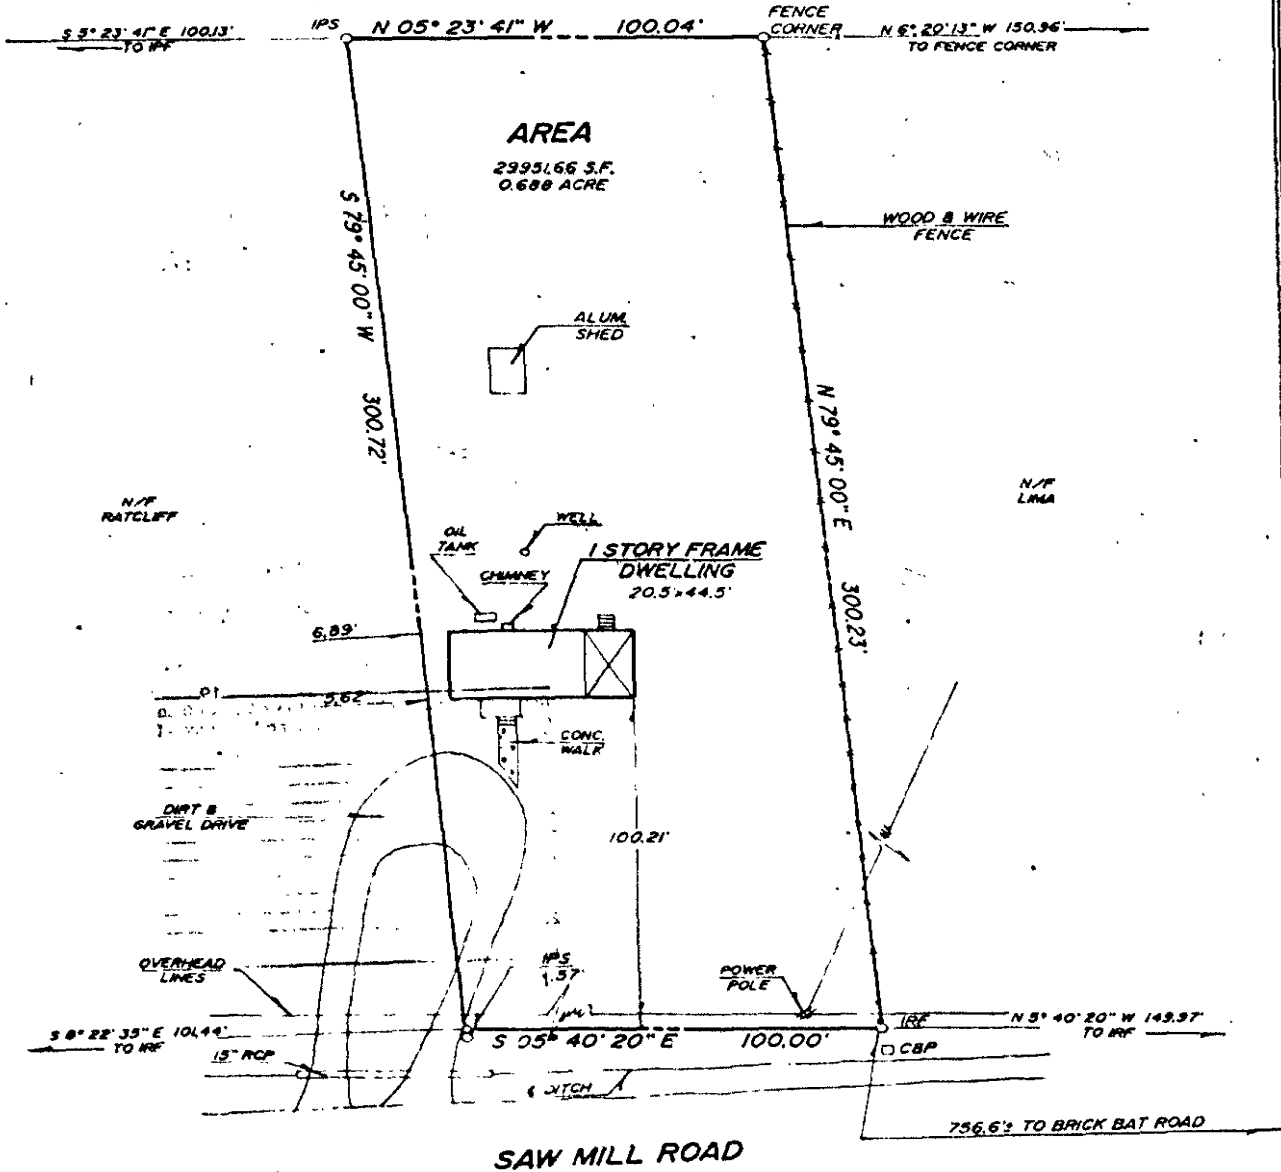 S 5° 23' 41" E 100.13'
TO IPF
IPS
N 05° 23' 41" W 100.04'
FENCE
CORNER
N 6° 20' 13" W 150.96'
TO FENCE CORNER
AREA
29951.66 S.F.
0.688 ACRE
S 79° 45' 00" W 300.72'
WOOD & WIRE
FENCE
ALUM.
SHED
N 79° 45' 00" E 300.23'
N/F
RATCLIFF
N/F
LIMA
OIL
TANK
WELL
CHIMNEY
1 STORY FRAME
DWELLING
20.5'x44.5'
6.89'
5.62'
CONC.
WALK
DIRT &
GRAVEL DRIVE
100.21'
OVERHEAD
LINES
IPS
1.57'
POWER
POLE
S 8° 22' 35" E 101.44'
TO IRF
IRF
N 5° 40' 20" W 149.97'
TO IRF
S 05° 40' 20" E 100.00'
CBP
15" RCP
DITCH
756.6'± TO BRICK BAT ROAD
SAW MILL ROAD